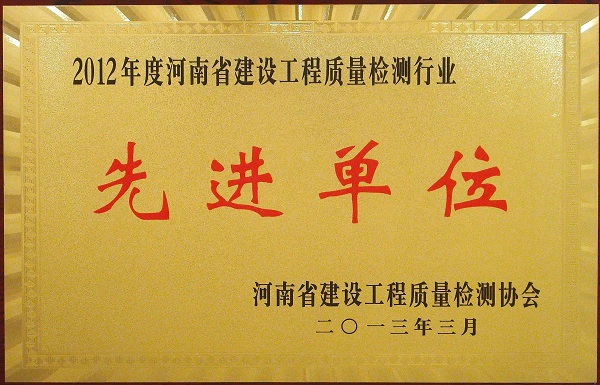 2012年度河南省建设工程质量检测行业
先进单位
河南省建设工程质量检测协会
二〇一三年三月